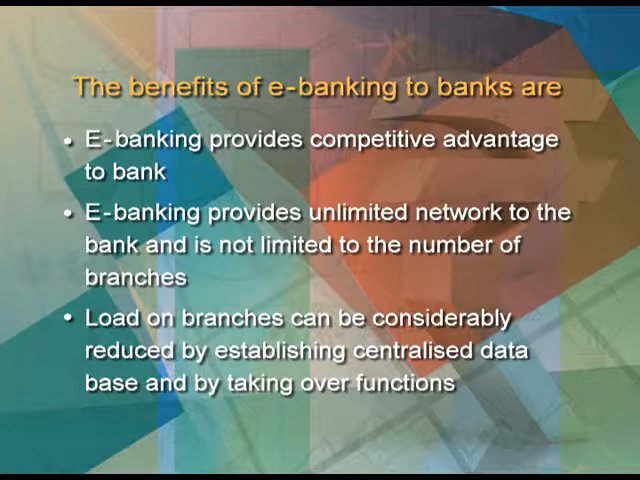 The benefits of e-banking to banks are
• E-banking provides competitive advantage
to bank
• E-banking provides unlimited network to the
bank and is not limited to the number of
branches
• Load on branches can be considerably
reduced by establishing centralised data
base and by taking over functions